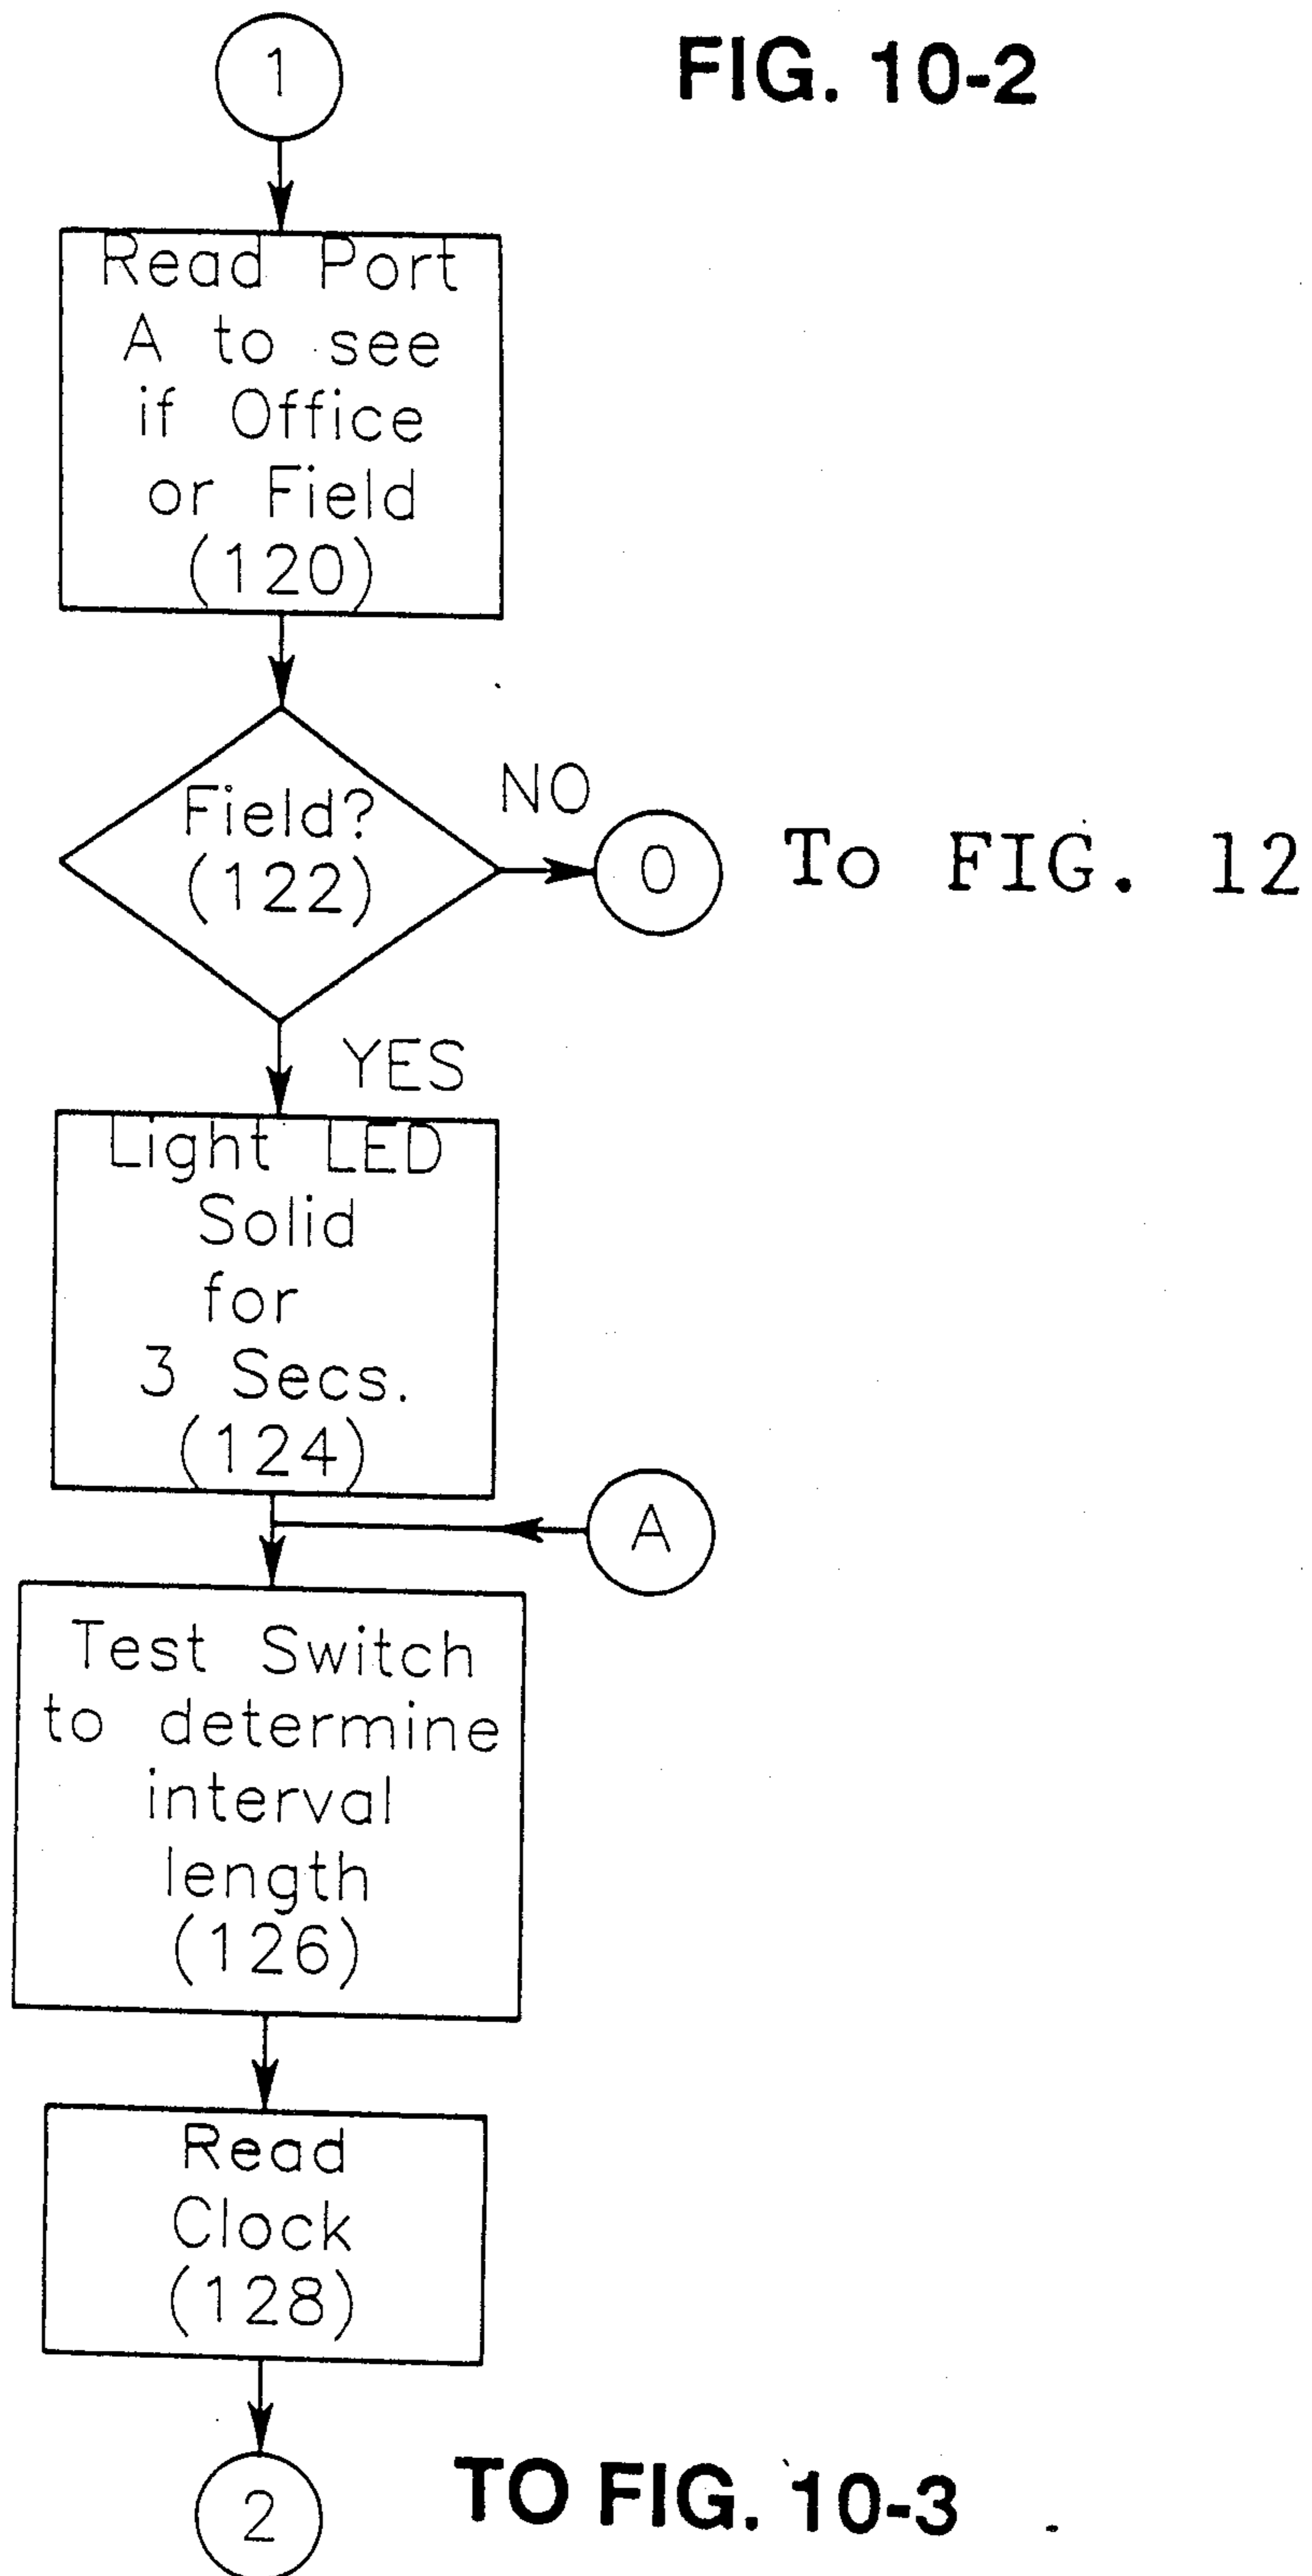 1
FIG. 10-2
Read Port
A to see
if Office
or Field
(120)
Field?
(122)
NO
0
To FIG. 12
YES
Light LED
Solid
for
3 Secs.
(124)
A
Test Switch
to determine
interval
length
(126)
Read
Clock
(128)
2
TO FIG. 10-3